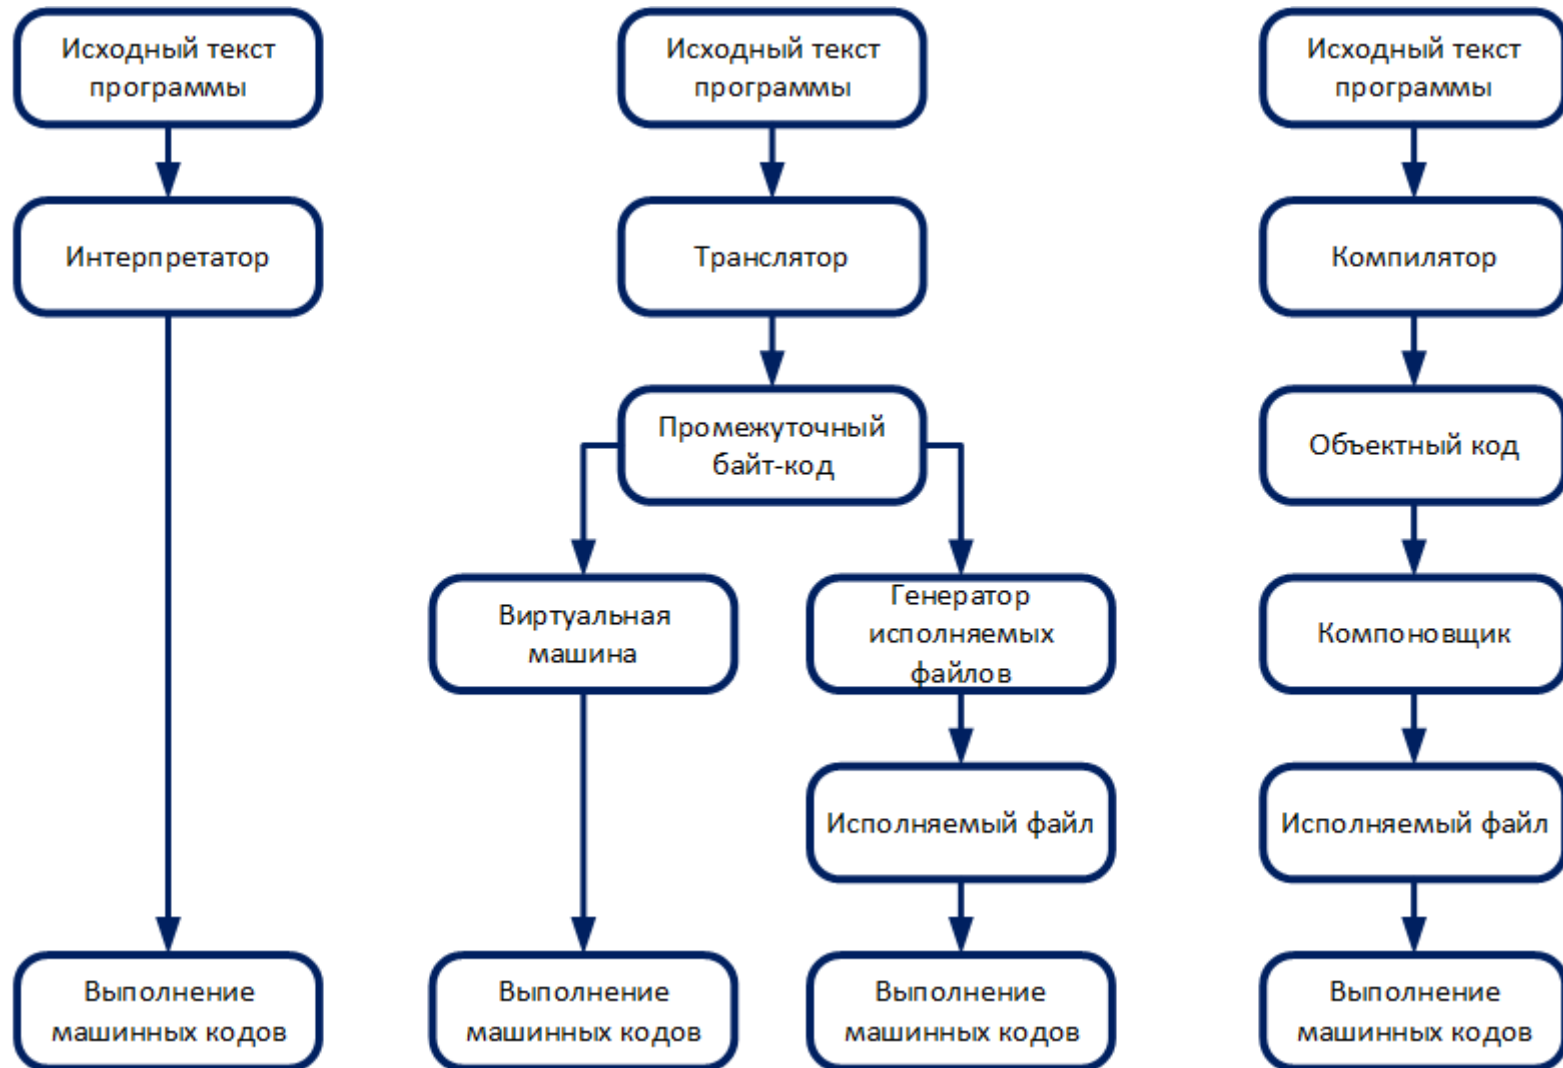 Исходный текст
программы
Исходный текст
программы
Исходный текст
программы
Интерпретатор
Транслятор
Компилятор
Промежуточный
байт-код
Объектный код
Виртуальная
машина
Генератор
исполняемых
файлов
Компоновщик
Исполняемый файл
Исполняемый файл
Выполнение
машинных кодов
Выполнение
машинных кодов
Выполнение
машинных кодов
Выполнение
машинных кодов